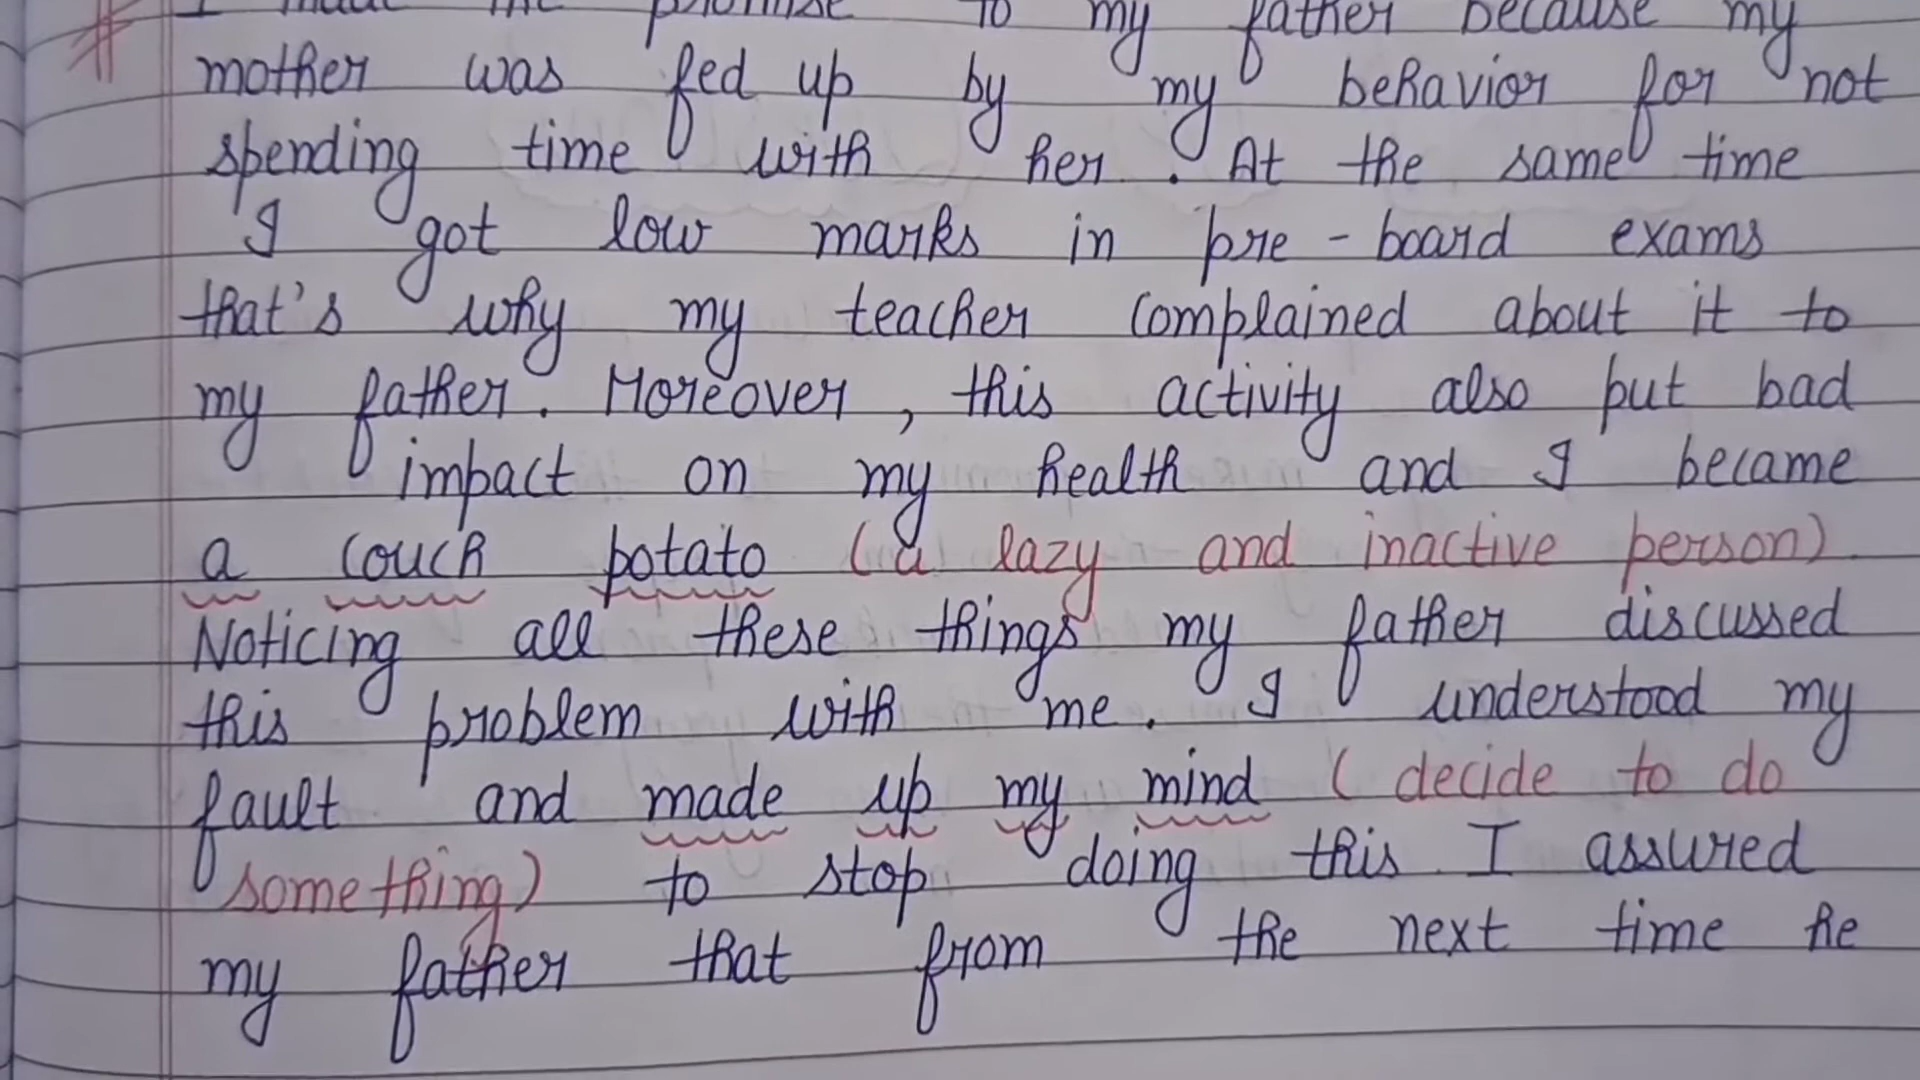 I made the promise to my father because my
mother was fed up by my behavior for not
spending time with her. At the same time
I got low marks in pre-board exams
that's why my teacher complained about it to
my father. Moreover, this activity also put bad
impact on my health and I became
a couch potato (a lazy and inactive person)
Noticing all these things my father discussed
this problem with me. I understood my
fault and made up my mind (decide to do
something) to stop doing this. I assured
my father that from the next time he